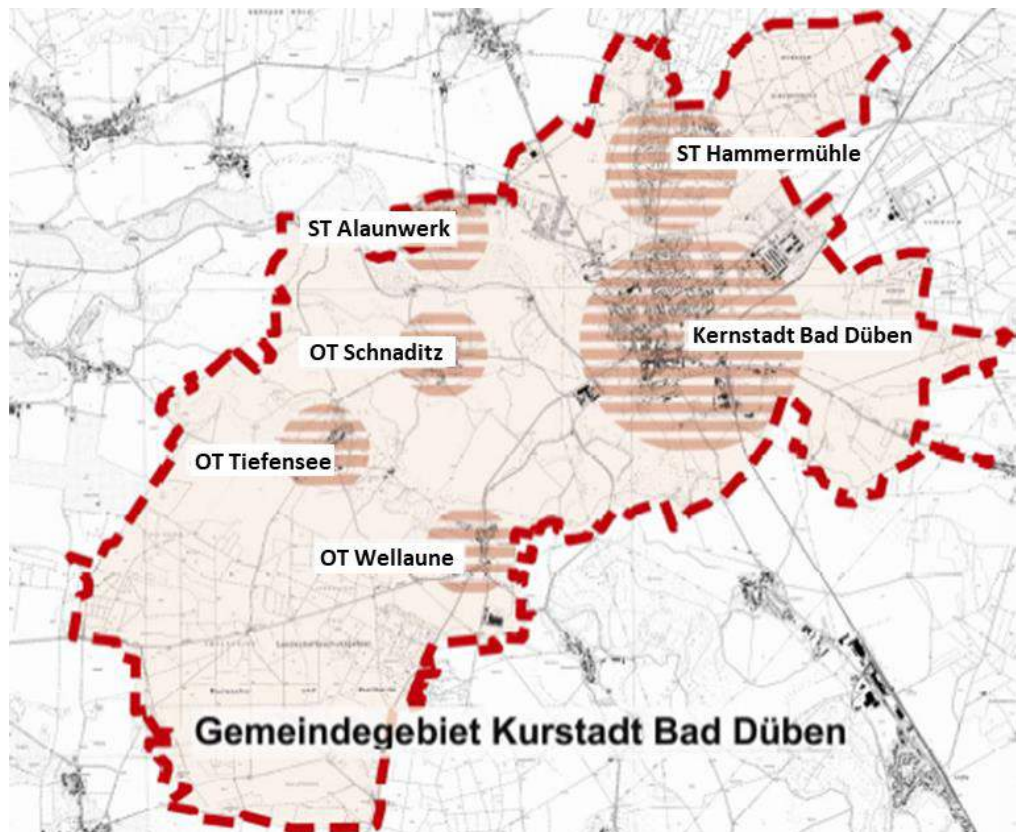 ST Hammermühle
ST Alaunwerk
Kernstadt Bad Düben
OT Schnaditz
OT Tiefensee
OT Wellaune
Gemeindegebiet Kurstadt Bad Düben